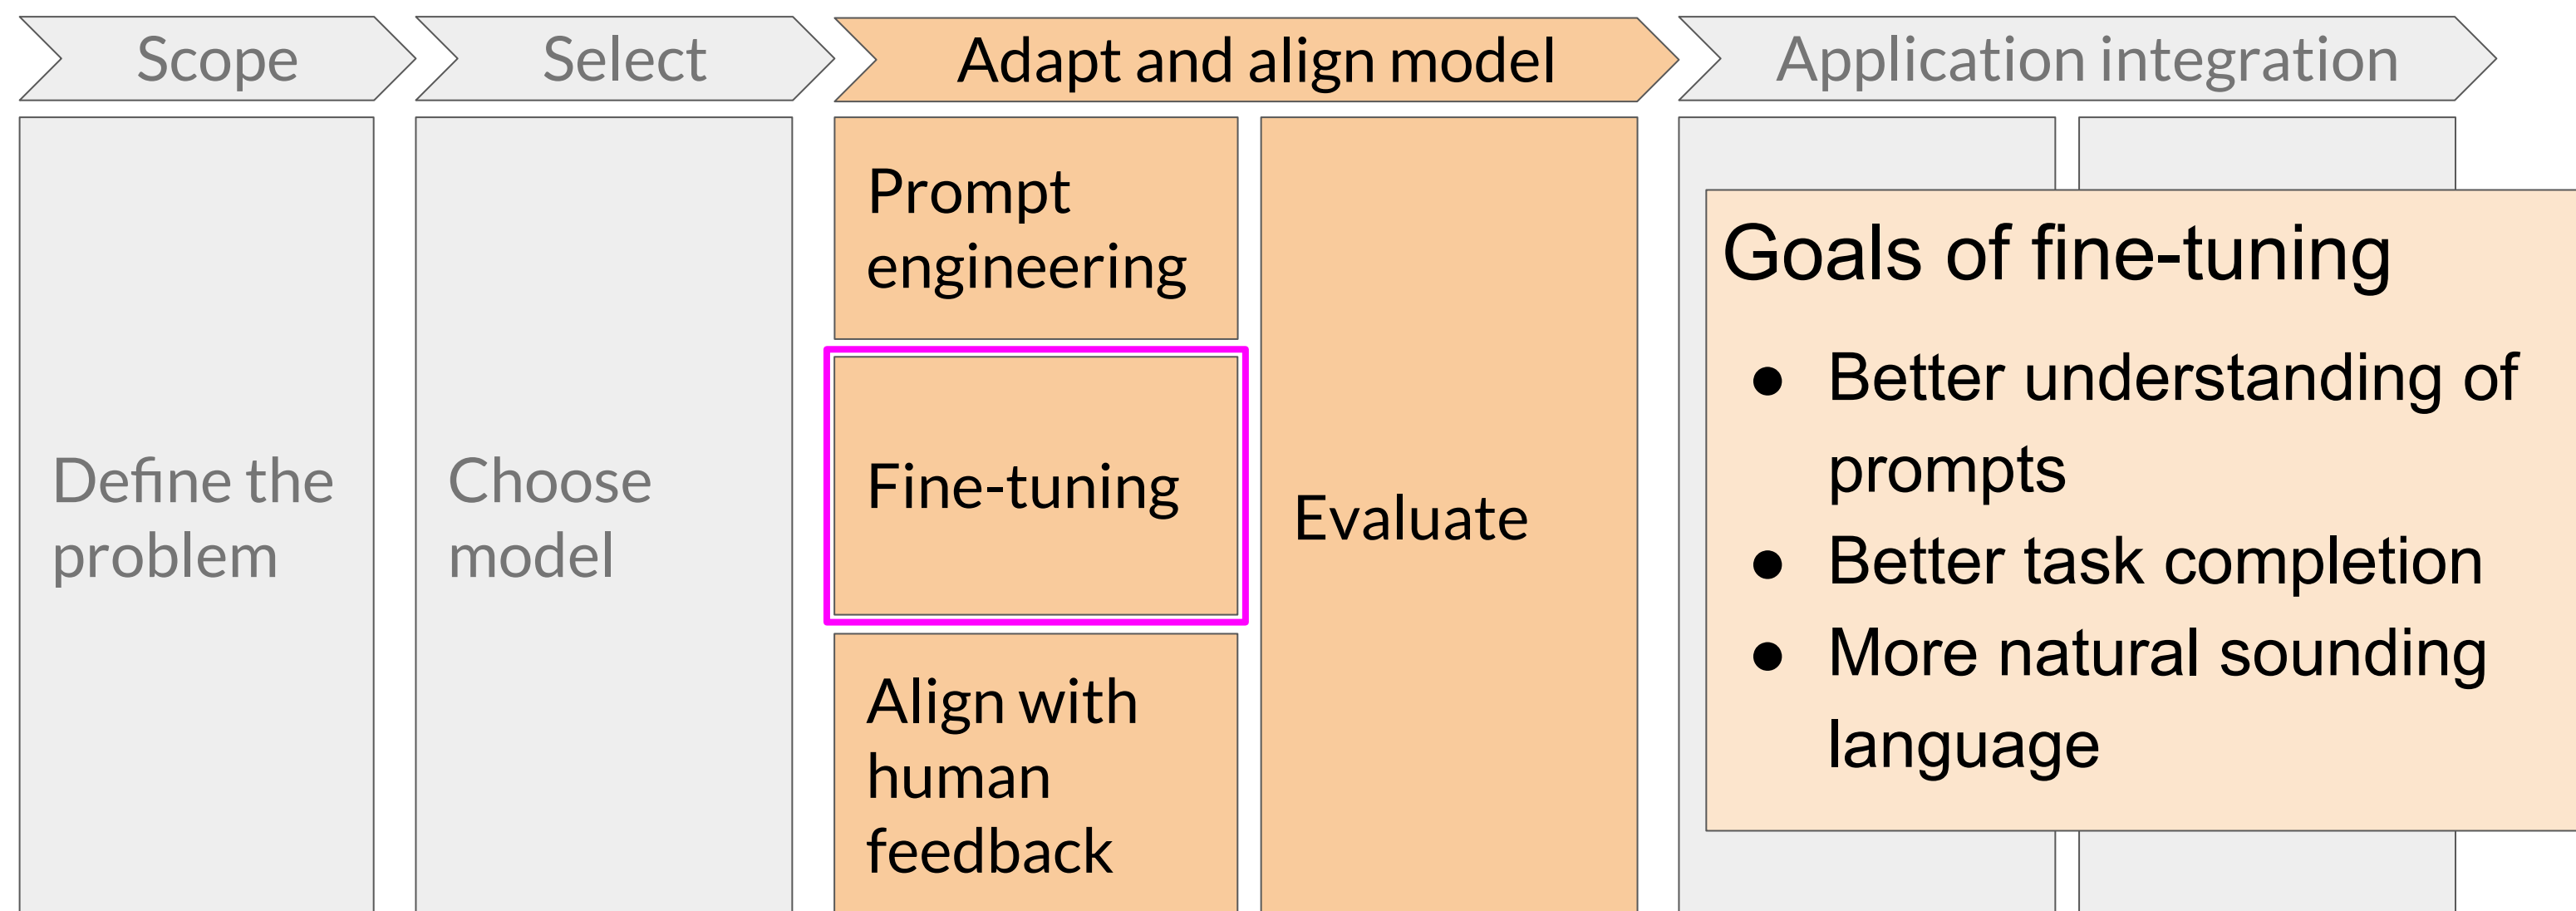 Scope
Select
Adapt and align model
Application integration
Define the
problem
Choose
model
Prompt
engineering
Fine-tuning
Align with
human
feedback
Evaluate
Goals of fine-tuning
● Better understanding of
prompts
● Better task completion
● More natural sounding
language